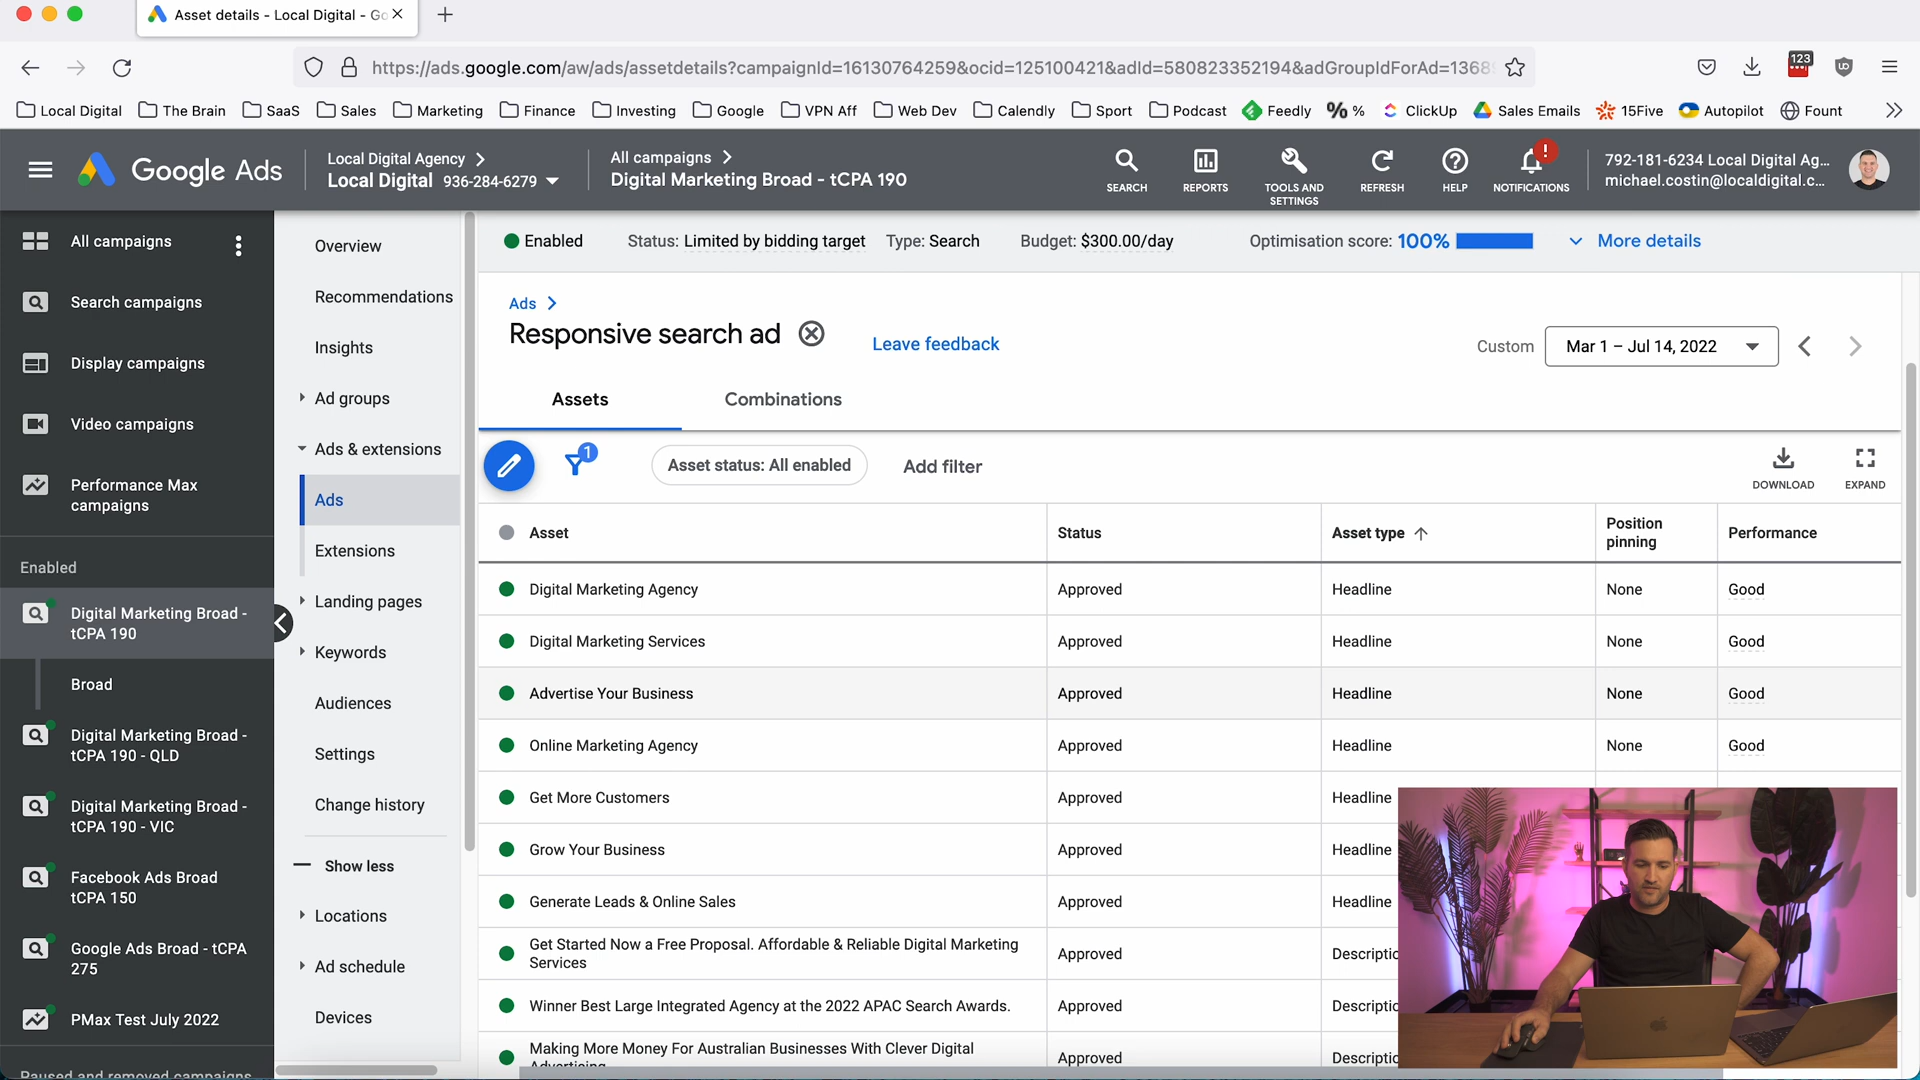 Asset details - Local Digital - Go
https://ads.google.com/aw/ads/assetdetails?campaignId=16130764259&ocid=125100421&adId=580823352194&adGroupIdForAd=1368
123
Local Digital The Brain SaaS Sales Marketing Finance Investing Google VPN Aff Web Dev Calendly Sport Podcast Feedly % % ClickUp Sales Emails 15Five Autopilot Fount
Google Ads
Local Digital Agency
Local Digital 936-284-6279
All campaigns
Digital Marketing Broad - tCPA 190
SEARCH
REPORTS
TOOLS AND
SETTINGS
REFRESH
HELP
!
NOTIFICATIONS
792-181-6234 Local Digital Ag...
michael.costin@localdigital.c...
All campaigns
Search campaigns
Display campaigns
Video campaigns
Performance Max
campaigns
Enabled
Digital Marketing Broad -
tCPA 190
Broad
Digital Marketing Broad -
tCPA 190 - QLD
Digital Marketing Broad -
tCPA 190 - VIC
Facebook Ads Broad
tCPA 150
Google Ads Broad - tCPA
275
PMax Test July 2022
Paused and removed campaigns
Overview
Recommendations
Insights
Ad groups
Ads & extensions
Ads
Extensions
Landing pages
Keywords
Audiences
Settings
Change history
Show less
Locations
Ad schedule
Devices
Enabled Status: Limited by bidding target Type: Search Budget: $300.00/day Optimisation score: 100% More details
Ads
Responsive search ad
Leave feedback
Custom Mar 1 – Jul 14, 2022
Assets Combinations
1
Asset status: All enabled
Add filter
DOWNLOAD
EXPAND
Asset Status Asset type Position pinning Performance
Digital Marketing Agency Approved Headline None Good
Digital Marketing Services Approved Headline None Good
Advertise Your Business Approved Headline None Good
Online Marketing Agency Approved Headline None Good
Get More Customers Approved Headline
Grow Your Business Approved Headline
Generate Leads & Online Sales Approved Headline
Get Started Now a Free Proposal. Affordable & Reliable Digital Marketing
Services Approved Descriptio
Winner Best Large Integrated Agency at the 2022 APAC Search Awards. Approved Descriptio
Making More Money For Australian Businesses With Clever Digital
Advertising Approved Descriptio